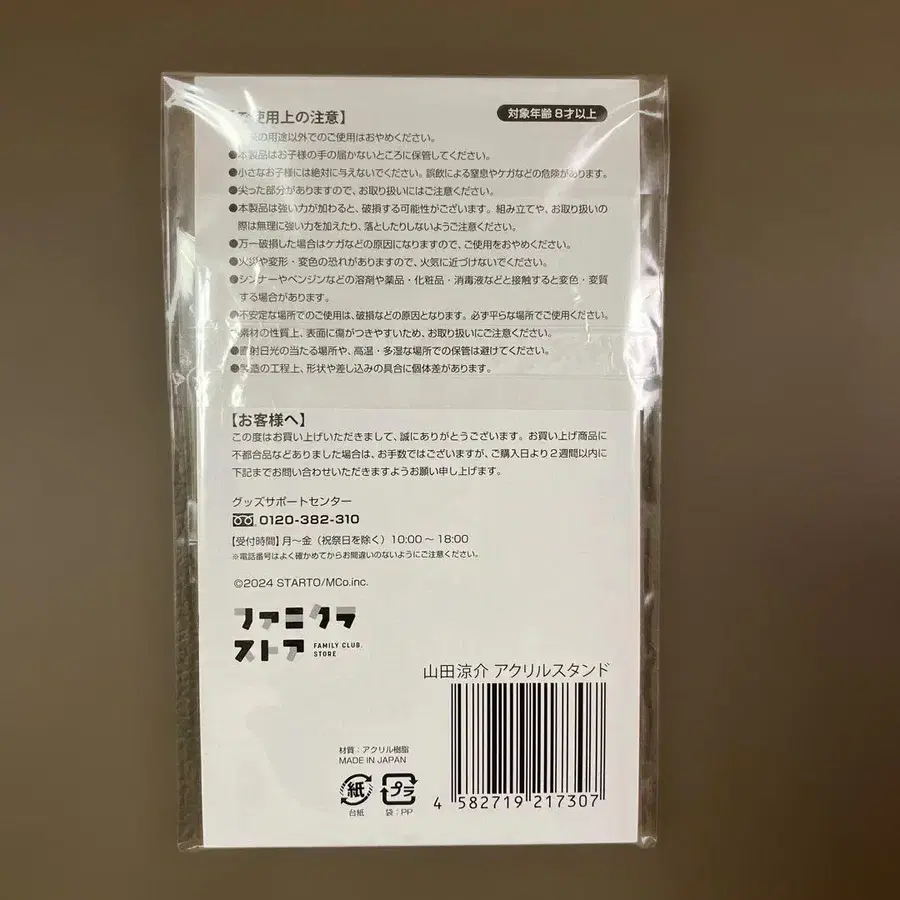 【ご使用上の注意】
対象年齢 8才以上
の用途以外でのご使用はおやめください。
●本製品はお子様の手の届かないところに保管してください。
●小さなお子様には絶対に与えないでください。誤飲による窒息やケガなどの危険があります。
●尖った部分がありますので、お取り扱いにはご注意ください。
●本製品は強い力が加わると、破損する可能性がございます。組み立てや、お取り扱いの
際は無理に強い力を加えたり、落としたりしないようご注意ください。
●万一破損した場合はケガなどの原因になりますので、ご使用をおやめください。
●火災や変形・変色の恐れがありますので、火気に近づけないでください。
●シンナーやベンジンなどの溶剤や薬品・化粧品・消毒液などと接触すると変色・変質
する場合があります。
●不安定な場所でのご使用は、破損などの原因となります。必ず平らな場所でご使用ください。
●素材の性質上、表面に傷がつきやすいため、お取り扱いにご注意ください。
●直射日光の当たる場所や、高温・多湿な場所での保管は避けてください。
●製造の工程上、形状や差し込みの具合に個体差があります。
【お客様へ】
この度はお買い上げいただきまして、誠にありがとうございます。お買い上げ商品に
不都合品などありました場合は、お手数ではございますが、ご購入日より2週間以内に
下記までお問い合わせいただきますようお願い申し上げます。
グッズサポートセンター
0120-382-310
【受付時間】月〜金(祝祭日を除く)10:00〜18:00
※電話番号はよく確かめてからお間違いのないようにご注意ください。
©2024 STARTO/MCo.inc.
ファミクラ
ストア
FAMILY CLUB.
STORE
山田涼介 アクリルスタンド
材質:アクリル樹脂
MADE IN JAPAN
紙
プラ
台紙
袋:PP
4 582719 217307